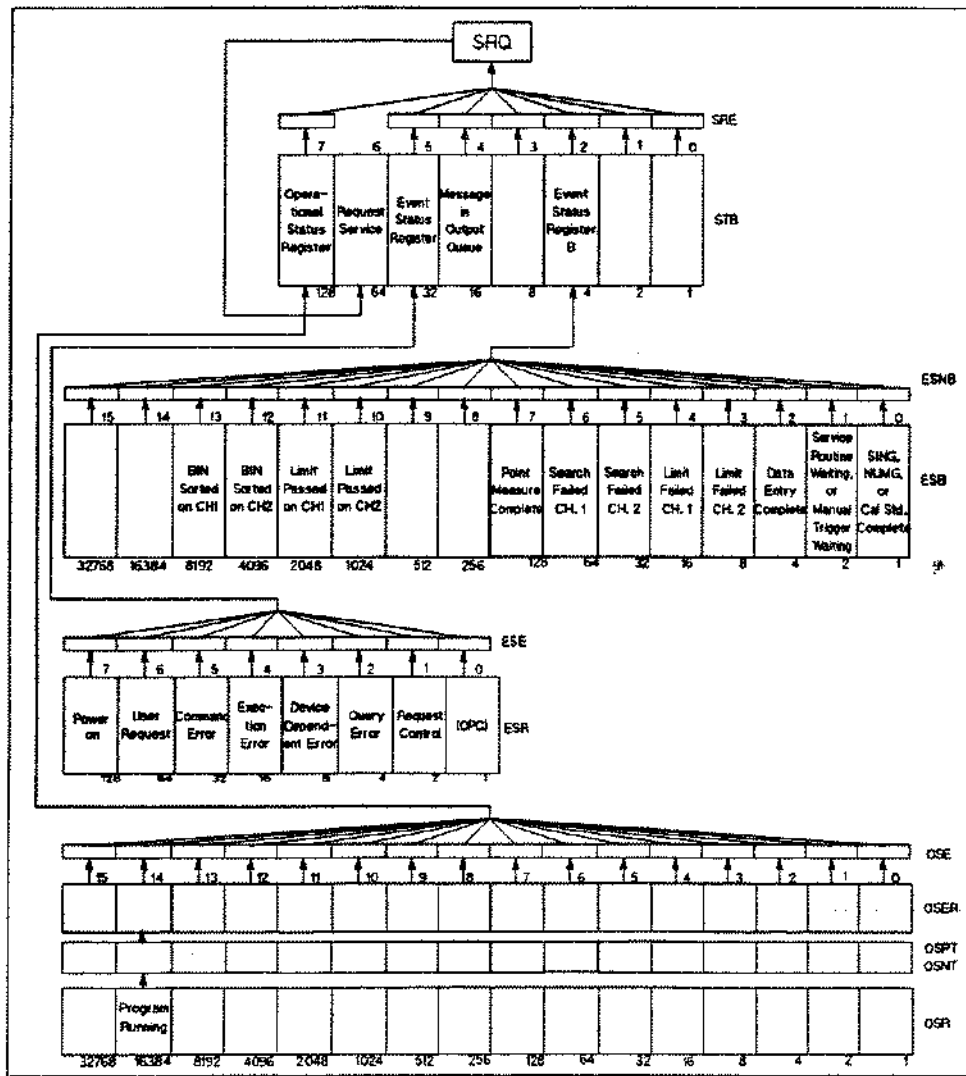 SRQ
SRE
7 6 5 4 3 2 1 0
Opera-
tional
Status
Register
Request
Service
Event
Status
Register
Message
in
Output
Queue
Event
Status
Register
B
STB
128 64 32 16 8 4 2 1
ESNB
15 14 13 12 11 10 9 8 7 6 5 4 3 2 1 0
BIN
Sorted
on CH1
BIN
Sorted
on CH2
Limit
Passed
on CH1
Limit
Passed
on CH2
Point
Measure
Complete
Search
Failed
CH. 1
Search
Failed
CH. 2
Limit
Failed
CH. 1
Limit
Failed
CH. 2
Data
Entry
Complete
Service
Routine
Waiting,
or
Manual
Trigger
Waiting
SING,
NUMG,
or
Cal Std.
Complete
ESB
32768 16384 8192 4096 2048 1024 512 256 128 64 32 16 8 4 2 1
ESE
7 6 5 4 3 2 1 0
Power
on
User
Request
Command
Error
Execu-
tion
Error
Device
Depend-
ent Error
Query
Error
Request
Control
(OPC)
ESR
128 64 32 16 8 4 2 1
OSE
15 14 13 12 11 10 9 8 7 6 5 4 3 2 1 0
OSER
OSPT
OSNT
Program
Running
OSR
32768 16384 8192 4096 2048 1024 512 256 128 64 32 16 8 4 2 1